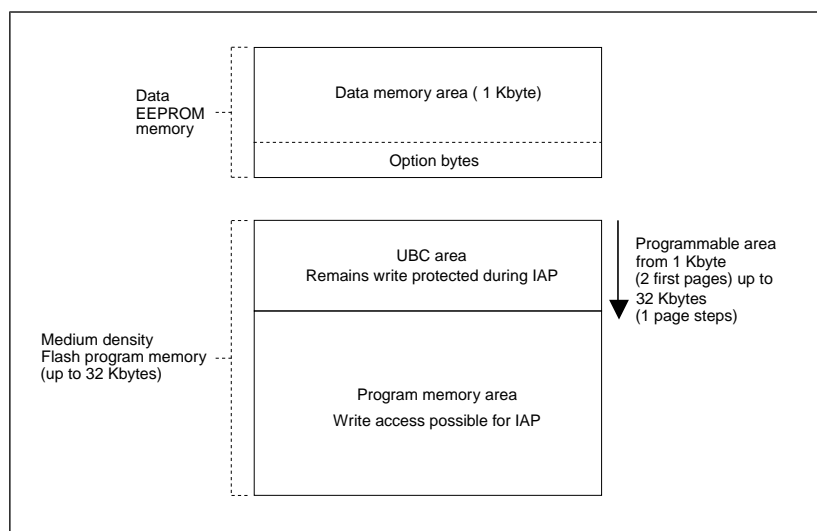 Data
EEPROM
memory
Data memory area ( 1 Kbyte)
Option bytes
UBC area
Remains write protected during IAP
Programmable area
from 1 Kbyte
(2 first pages) up to
32 Kbytes
(1 page steps)
Medium density
Flash program memory
(up to 32 Kbytes)
Program memory area
Write access possible for IAP